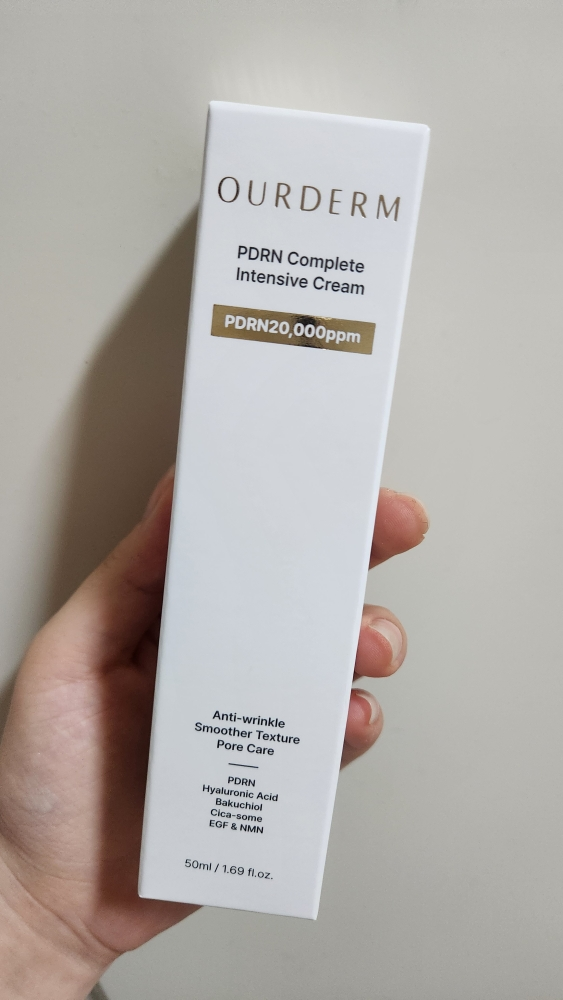 OURDERM
PDRN Complete
Intensive Cream
PDRN20,000ppm
Anti-wrinkle
Smoother Texture
Pore Care
PDRN
Hyaluronic Acid
Bakuchiol
Cica-some
EGF & NMN
50ml / 1.69 fl.oz.